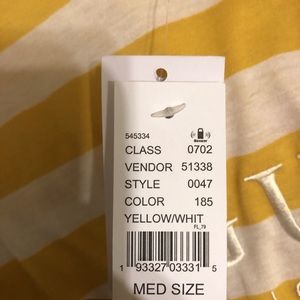 545334
CLASS 0702
VENDOR 51338
STYLE 0047
COLOR 185
YELLOW/WHIT
FL_79
1 93327 03331 5
MED SIZE